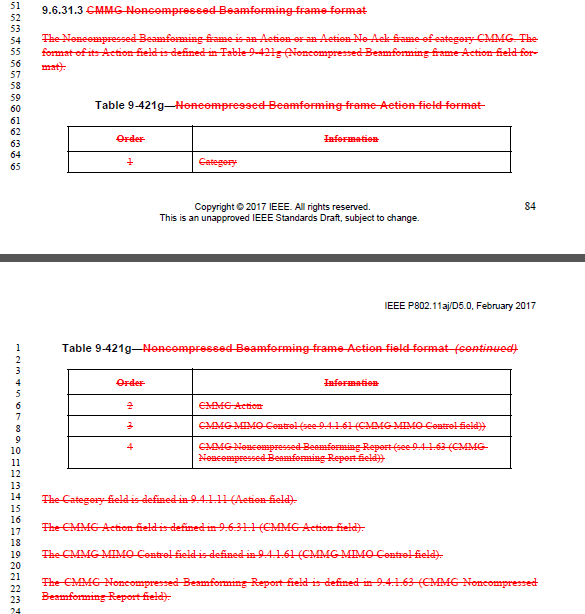 51
52
53
54
55
56
57
58
59
60
61
62
63
64
65
9.6.31.3 CMMG Noncompressed Beamforming frame format
The Noncompressed Beamforming frame is an Action or an Action No Ack frame of category CMMG. The
format of its Action field is defined in Table 9-421g (Noncompressed Beamforming frame Action field for-
mat).
Table 9-421g—Noncompressed Beamforming frame Action field format
Order Information
1 Category
Copyright © 2017 IEEE. All rights reserved. 84
This is an unapproved IEEE Standards Draft, subject to change.
IEEE P802.11aj/D5.0, February 2017
1
2
3
4
5
6
7
8
9
10
11
12
13
14
15
16
17
18
19
20
21
22
23
24
Table 9-421g—Noncompressed Beamforming frame Action field format (continued)
Order Information
2 CMMG Action
3 CMMG MIMO Control (see 9.4.1.61 (CMMG MIMO Control field))
4 CMMG Noncompressed Beamforming Report (see 9.4.1.63 (CMMG
Noncompressed Beamforming Report field))
The Category field is defined in 9.4.1.11 (Action field).
The CMMG Action field is defined in 9.6.31.1 (CMMG Action field).
The CMMG MIMO Control field is defined in 9.4.1.61 (CMMG MIMO Control field).
The CMMG Noncompressed Beamforming Report field is defined in 9.4.1.63 (CMMG Noncompressed
Beamforming Report field).